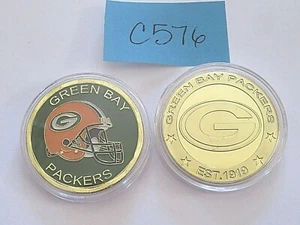 C576
GREEN BAY
G
PACKERS
GREEN BAY PACKERS
G
EST. 1919